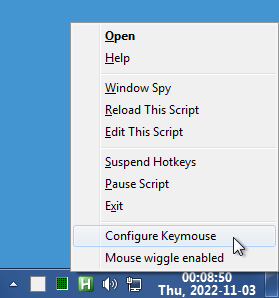 Open
Help
Window Spy
Reload This Script
Edit This Script
Suspend Hotkeys
Pause Script
Exit
Configure Keymouse
Mouse wiggle enabled
H
00:08:50
Thu, 2022-11-03